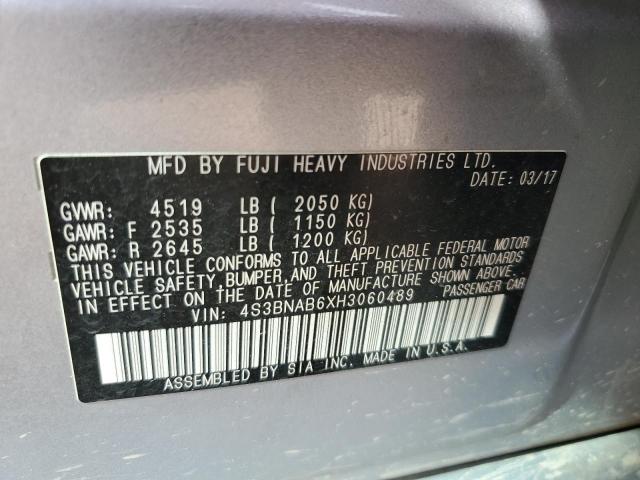 MFD BY FUJI HEAVY INDUSTRIES LTD.
DATE: 03/17
GVWR: 4519 LB ( 2050 KG)
GAWR: F 2535 LB ( 1150 KG)
GAWR: R 2645 LB ( 1200 KG)
THIS VEHICLE CONFORMS TO ALL APPLICABLE FEDERAL MOTOR
VEHICLE SAFETY,BUMPER,AND THEFT PREVENTION STANDARDS
IN EFFECT ON THE DATE OF MANUFACTURE SHOWN ABOVE.
VIN: 4S3BNAB6XH3060489 PASSENGER CAR
ASSEMBLED BY SIA INC. MADE IN U.S.A.